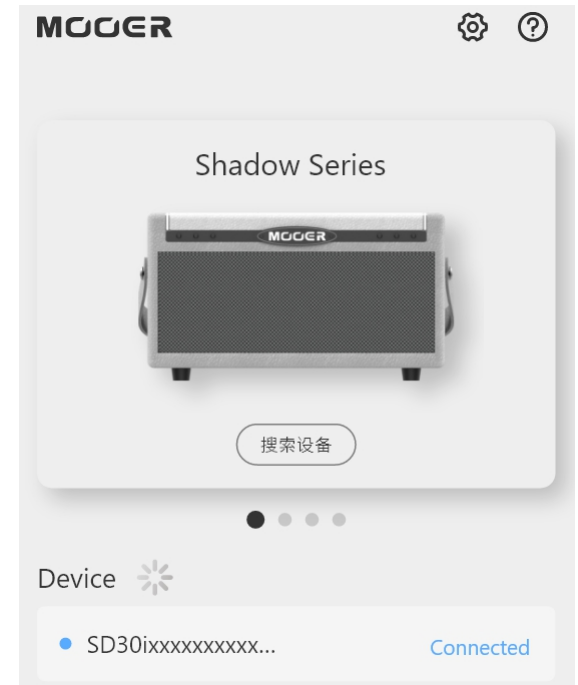 MOOER
Shadow Series
MOOER
搜索设备
Device
SD30ixxxxxxxxxx...
Connected